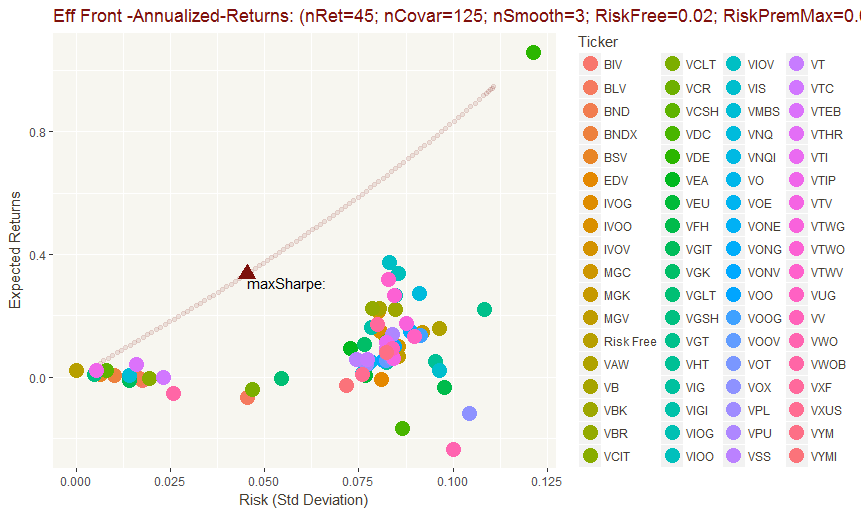 Eff Front -Annualized-Returns: (nRet=45; nCovar=125; nSmooth=3; RiskFree=0.02; RiskPremMax=0.0
Expected Returns
0.8
0.4
0.0
maxSharpe:
0.000 0.025 0.050 0.075 0.100 0.125
Risk (Std Deviation)
Ticker
BIV VCLT VIOV VT
BLV VCR VIS VTC
BND VCSH VMBS VTEB
BNDX VDC VNQ VTHR
BSV VDE VNQI VTI
EDV VEA VO VTIP
IVOG VEU VOE VTV
IVOO VFH VONE VTWG
IVOV VGIT VONG VTWO
MGC VGK VONV VTWV
MGK VGLT VOO VUG
MGV VGSH VOOG VV
Risk Free VGT VOOV VWO
VAW VHT VOT VWOB
VB VIG VOX VXF
VBK VIGI VPL VXUS
VBR VIOG VPU VYM
VCIT VIOO VSS VYMI